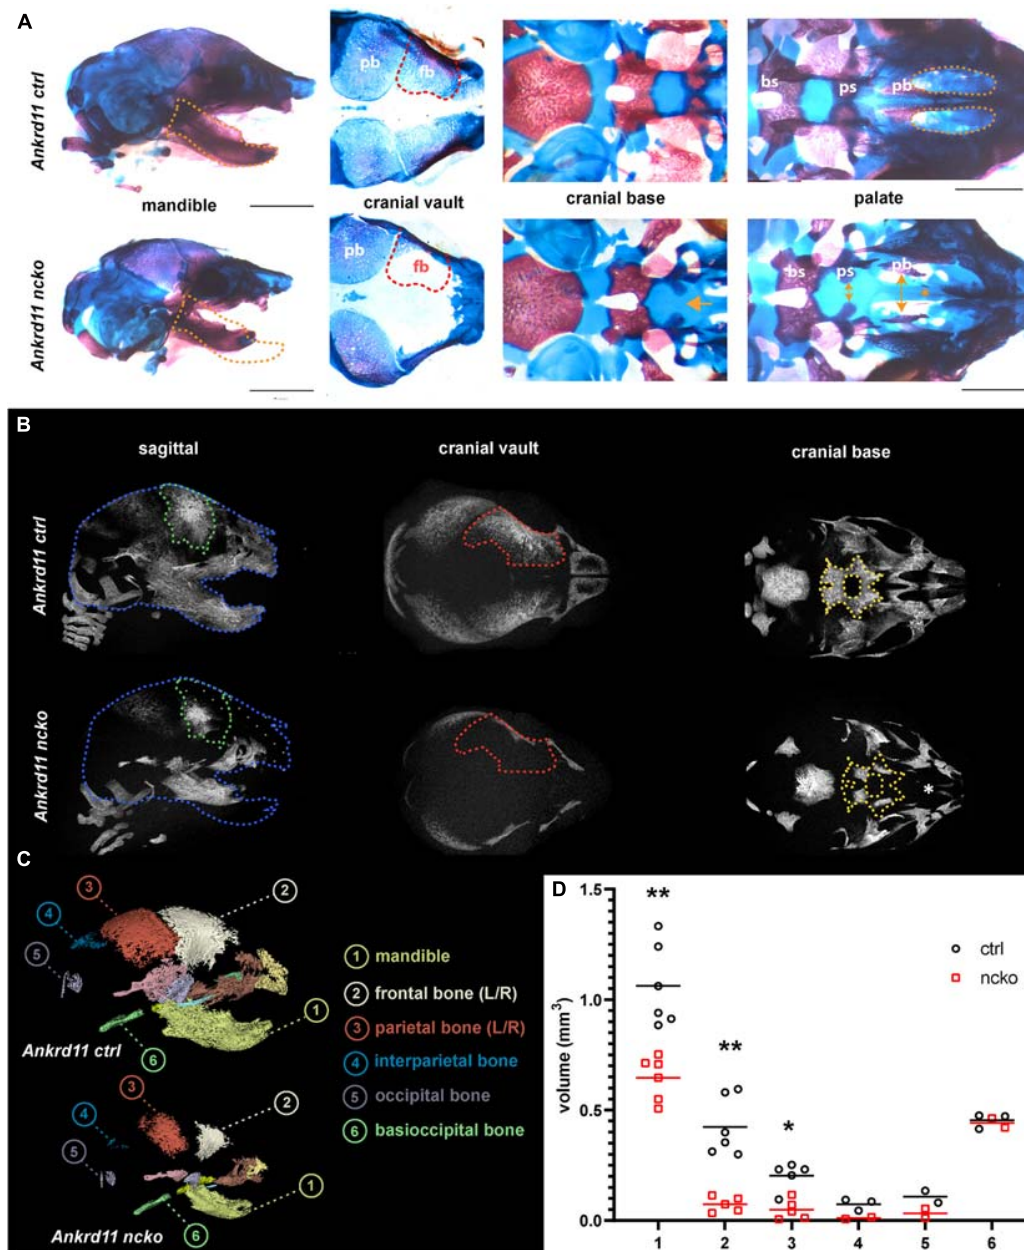 A
Ankrd11 ctrl
pb
fb
bs
ps
pb
mandible
cranial vault
cranial base
palate
Ankrd11 ncko
pb
fb
bs
ps
pb
*
B
sagittal
cranial vault
cranial base
Ankrd11 ctrl
Ankrd11 ncko
*
C
3
2
4
5
1
6
Ankrd11 ctrl
3
2
4
5
1
6
Ankrd11 ncko
1 mandible
2 frontal bone (L/R)
3 parietal bone (L/R)
4 interparietal bone
5 occipital bone
6 basioccipital bone
D
volume (mm³)
1.5
1.0
0.5
0.0
**
**
*
ctrl
ncko
1 2 3 4 5 6